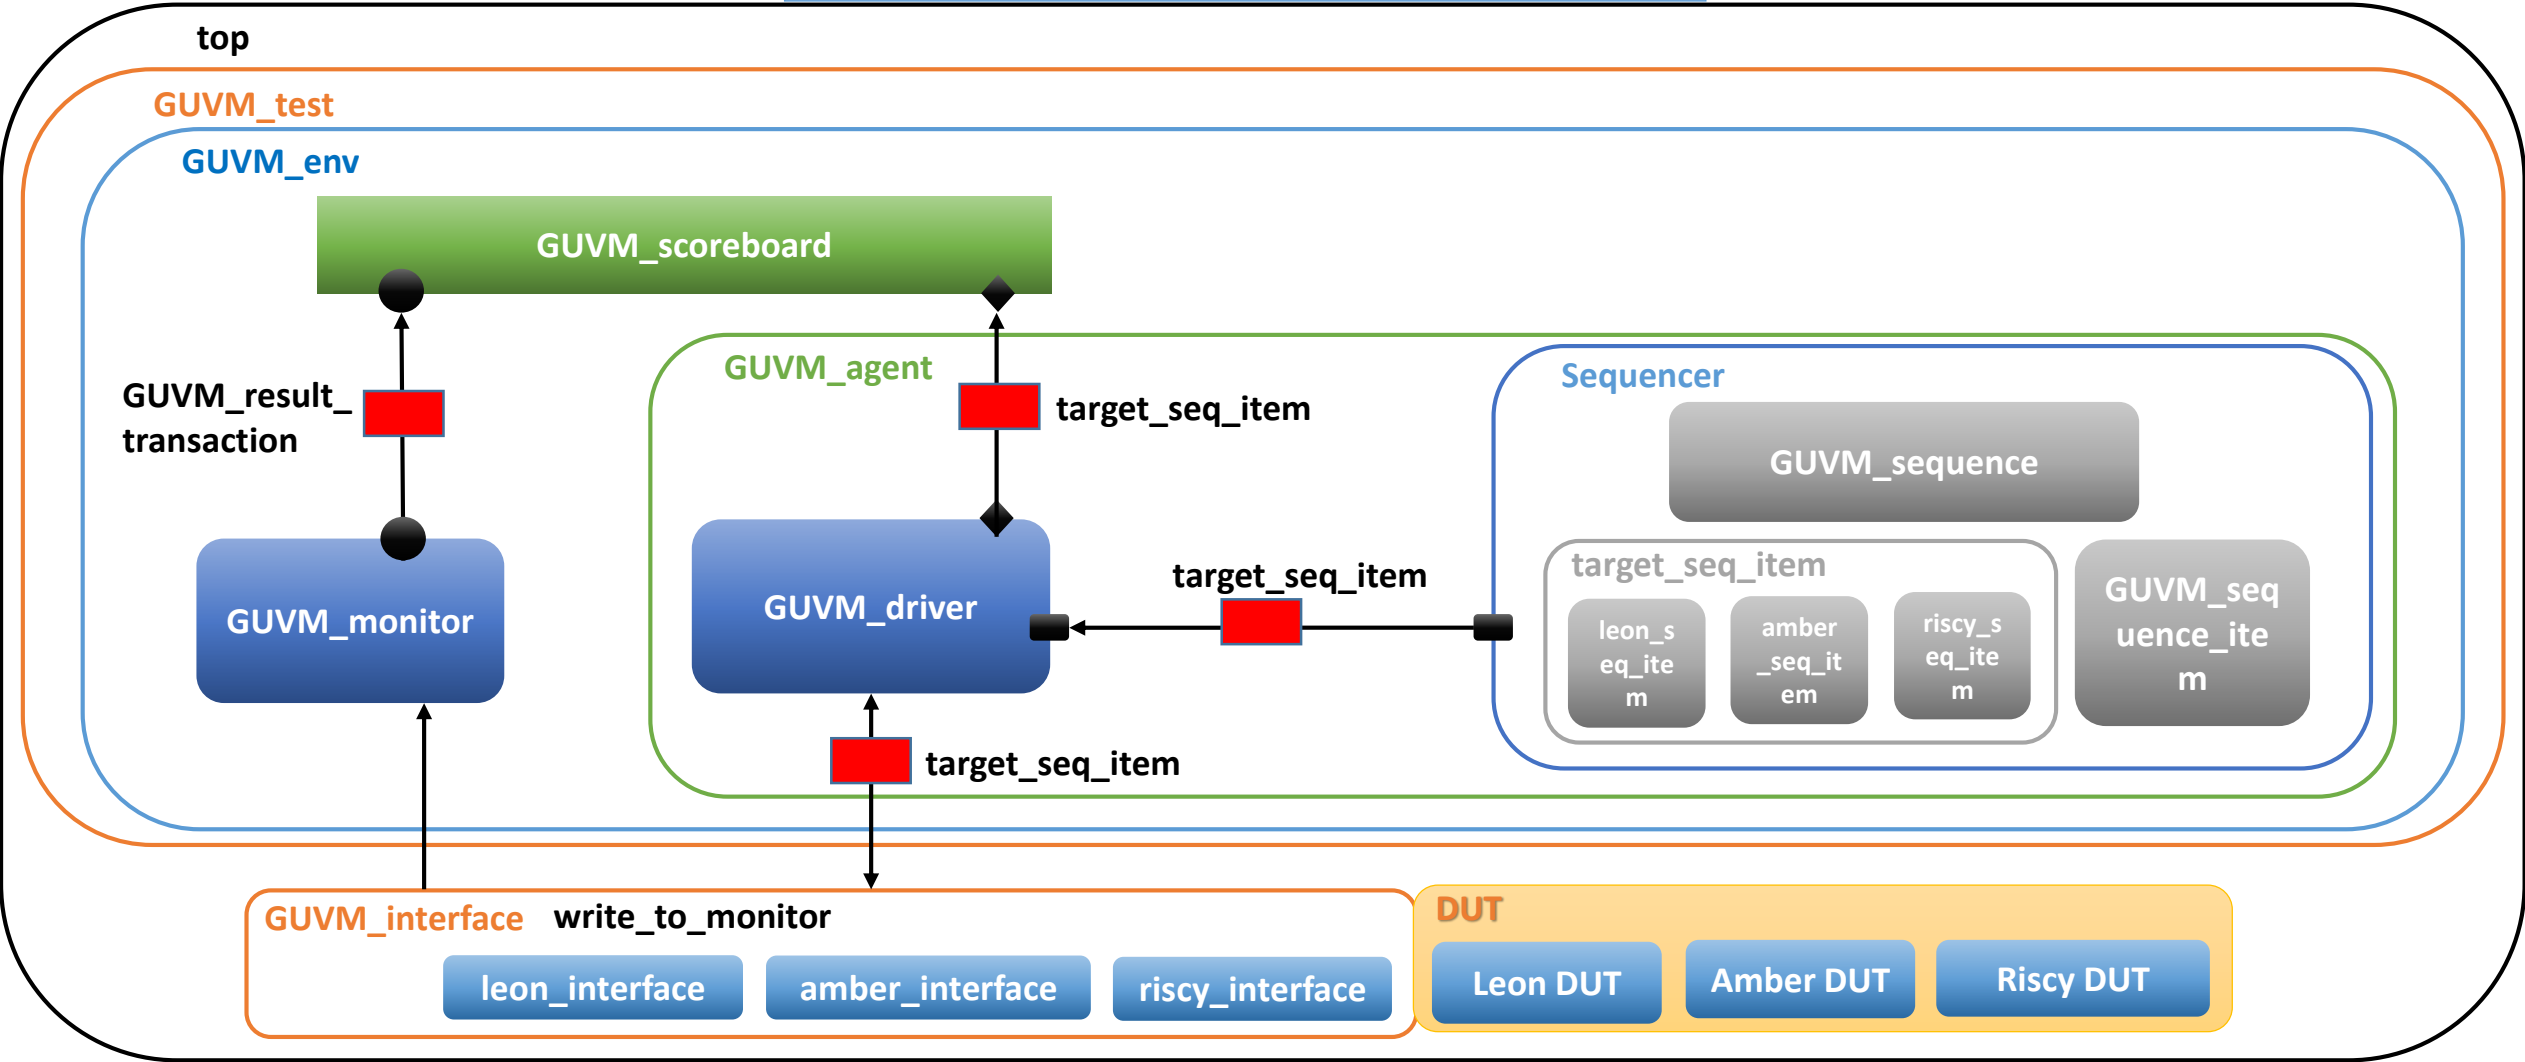 top
GUVM_test
GUVM_env
GUVM_scoreboard
GUVM_result_
transaction
GUVM_agent
target_seq_item
Sequencer
GUVM_sequence
GUVM_monitor
GUVM_driver
target_seq_item
target_seq_item
leon_s
eq_ite
m
amber
_seq_it
em
riscy_s
eq_ite
m
GUVM_seq
uence_ite
m
target_seq_item
GUVM_interface
write_to_monitor
leon_interface
amber_interface
riscy_interface
DUT
Leon DUT
Amber DUT
Riscy DUT